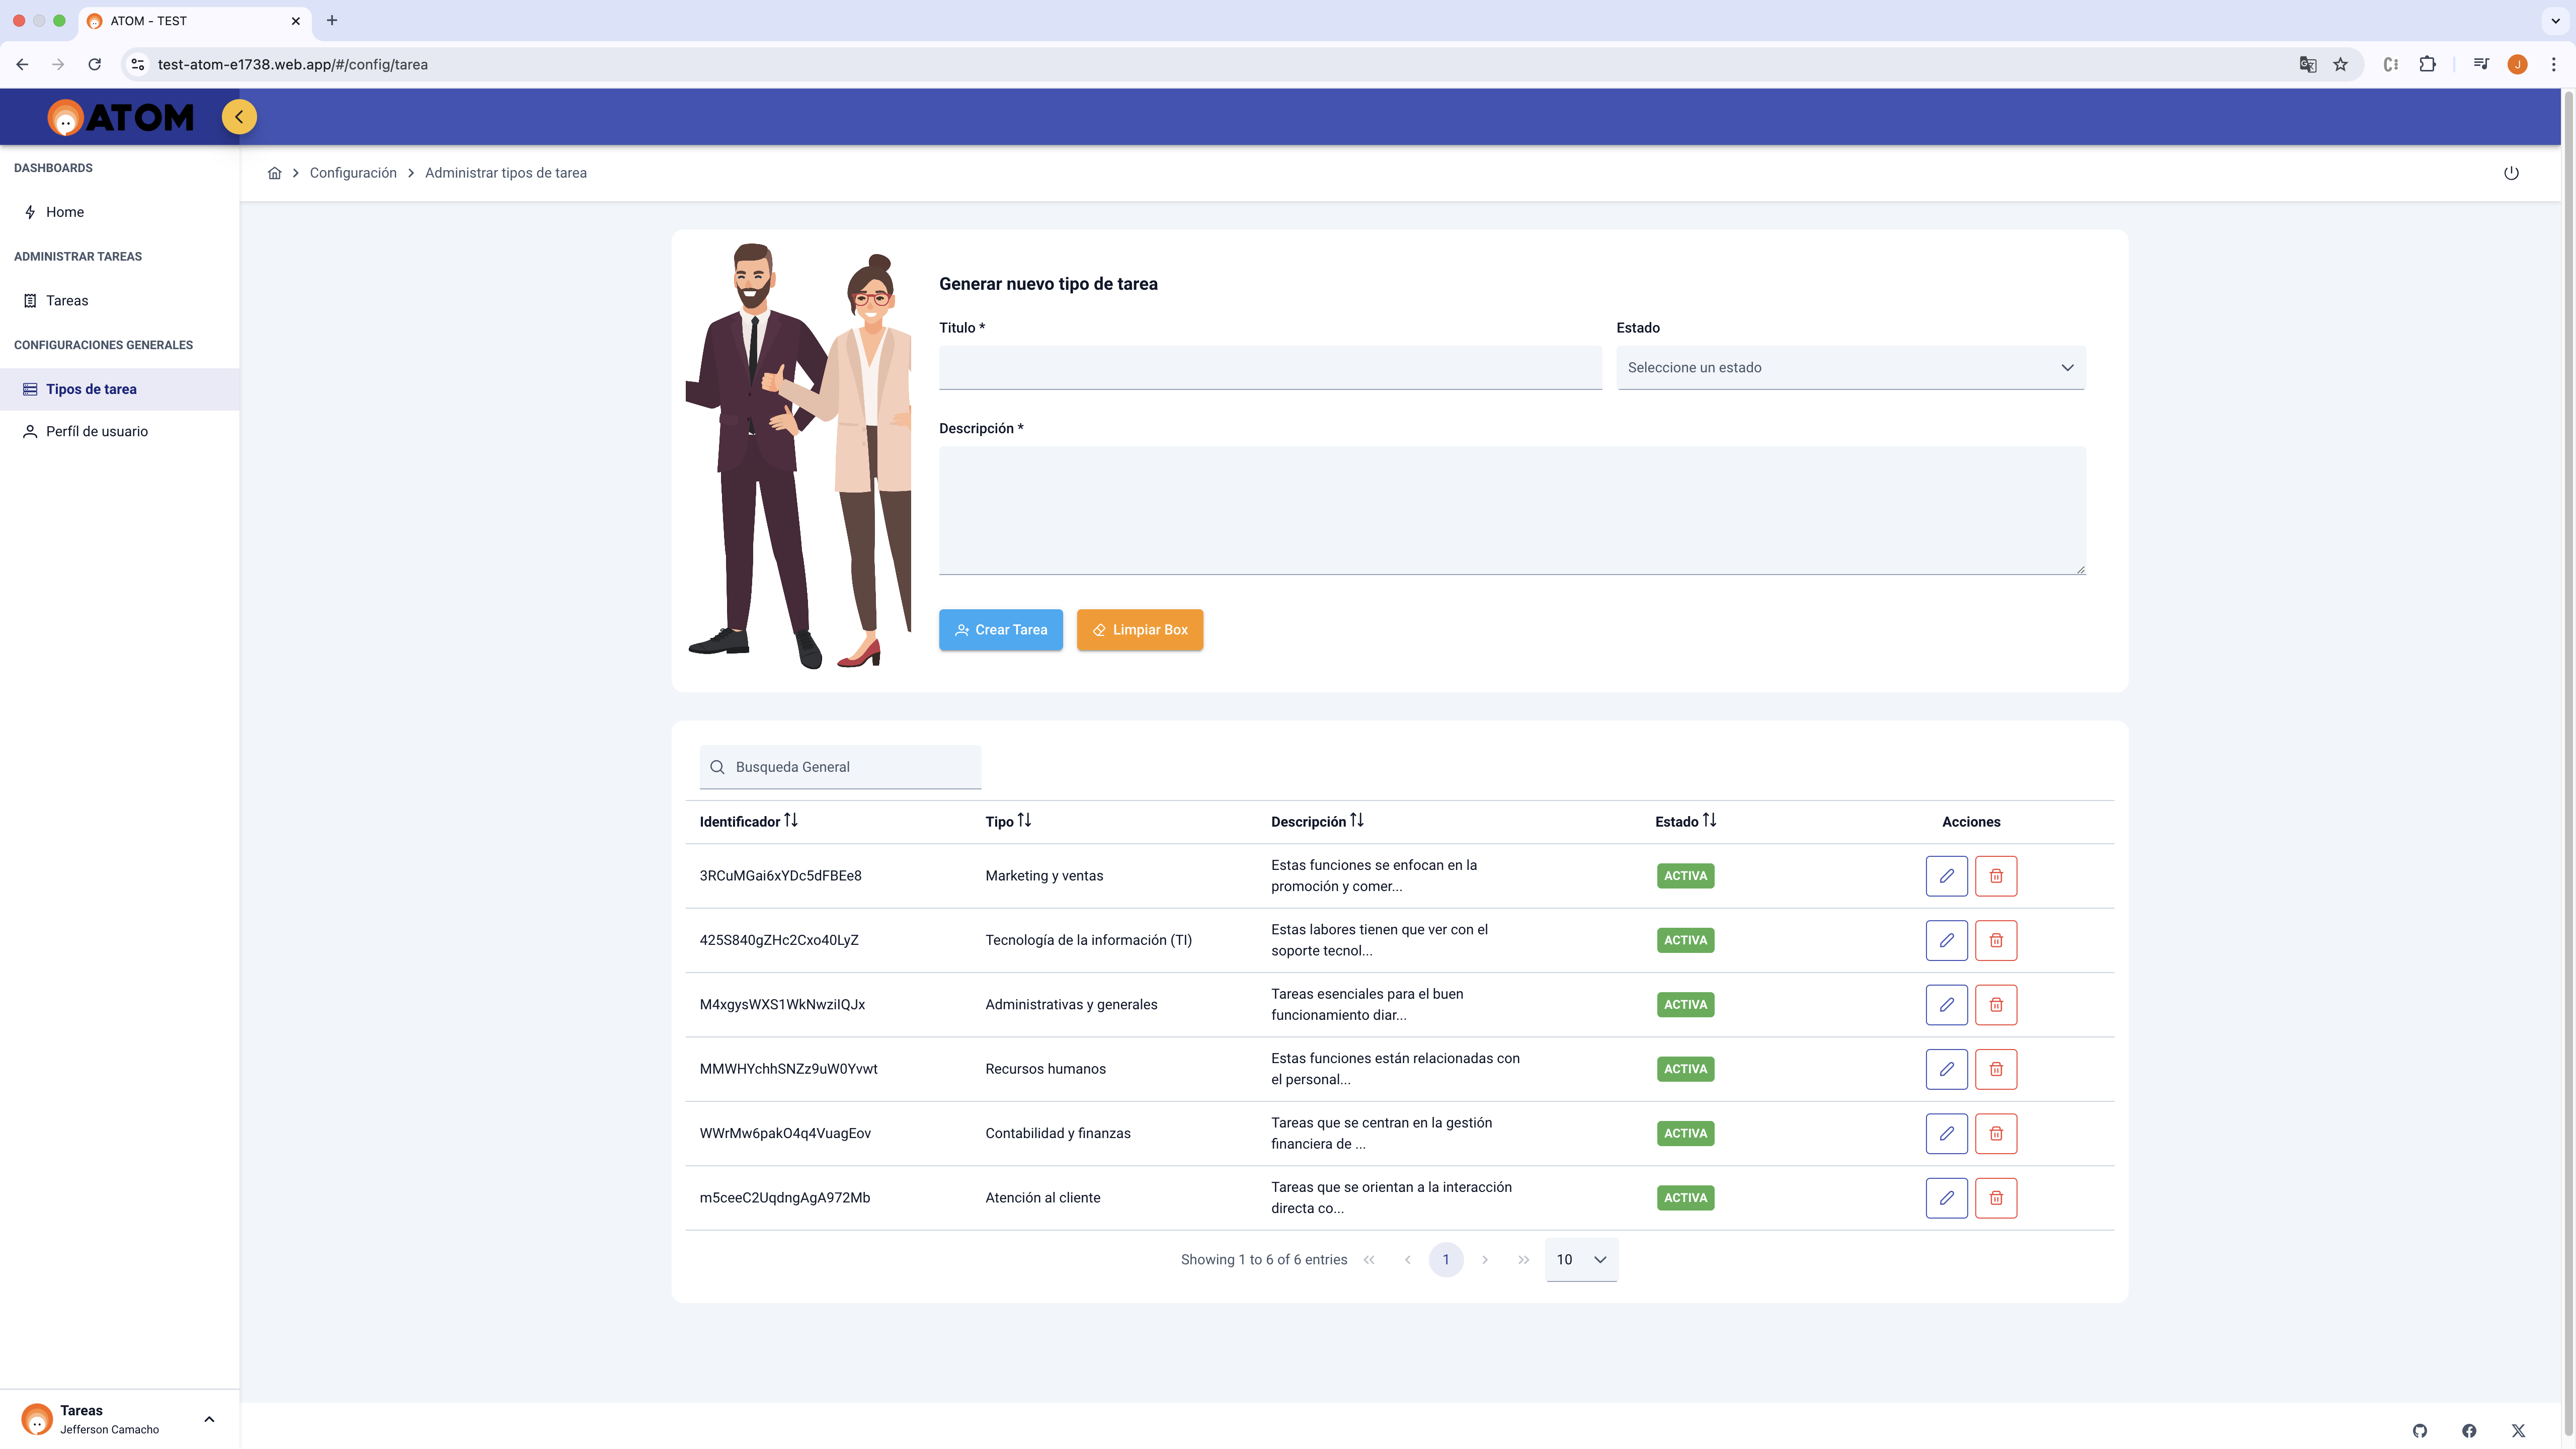 ATOM - TEST
test-atom-e1738.web.app/#/config/tarea
J
ATOM
DASHBOARDS
Home
ADMINISTRAR TAREAS
Tareas
CONFIGURACIONES GENERALES
Tipos de tarea
Perfíl de usuario
Configuración
Administrar tipos de tarea
Generar nuevo tipo de tarea
Titulo *
Estado
Seleccione un estado
Descripción *
Crear Tarea
Limpiar Box
Busqueda General
Identificador Tipo Descripción Estado Acciones
3RCuMGai6xYDc5dFBEe8 Marketing y ventas Estas funciones se enfocan en la ACTIVA
promoción y comer...
425S840gZHc2Cxo40LyZ Tecnología de la información (TI) Estas labores tienen que ver con el ACTIVA
soporte tecnol...
M4xgysWXS1WkNwziIQJx Administrativas y generales Tareas esenciales para el buen ACTIVA
funcionamiento diar...
MMWHYchhSNZz9uW0Yvwt Recursos humanos Estas funciones están relacionadas con ACTIVA
el personal...
WWrMw6pakO4q4VuagEov Contabilidad y finanzas Tareas que se centran en la gestión ACTIVA
financiera de ...
m5ceeC2UqdngAgA972Mb Atención al cliente Tareas que se orientan a la interacción ACTIVA
directa co...
Showing 1 to 6 of 6 entries 1 10
Tareas
Jefferson Camacho